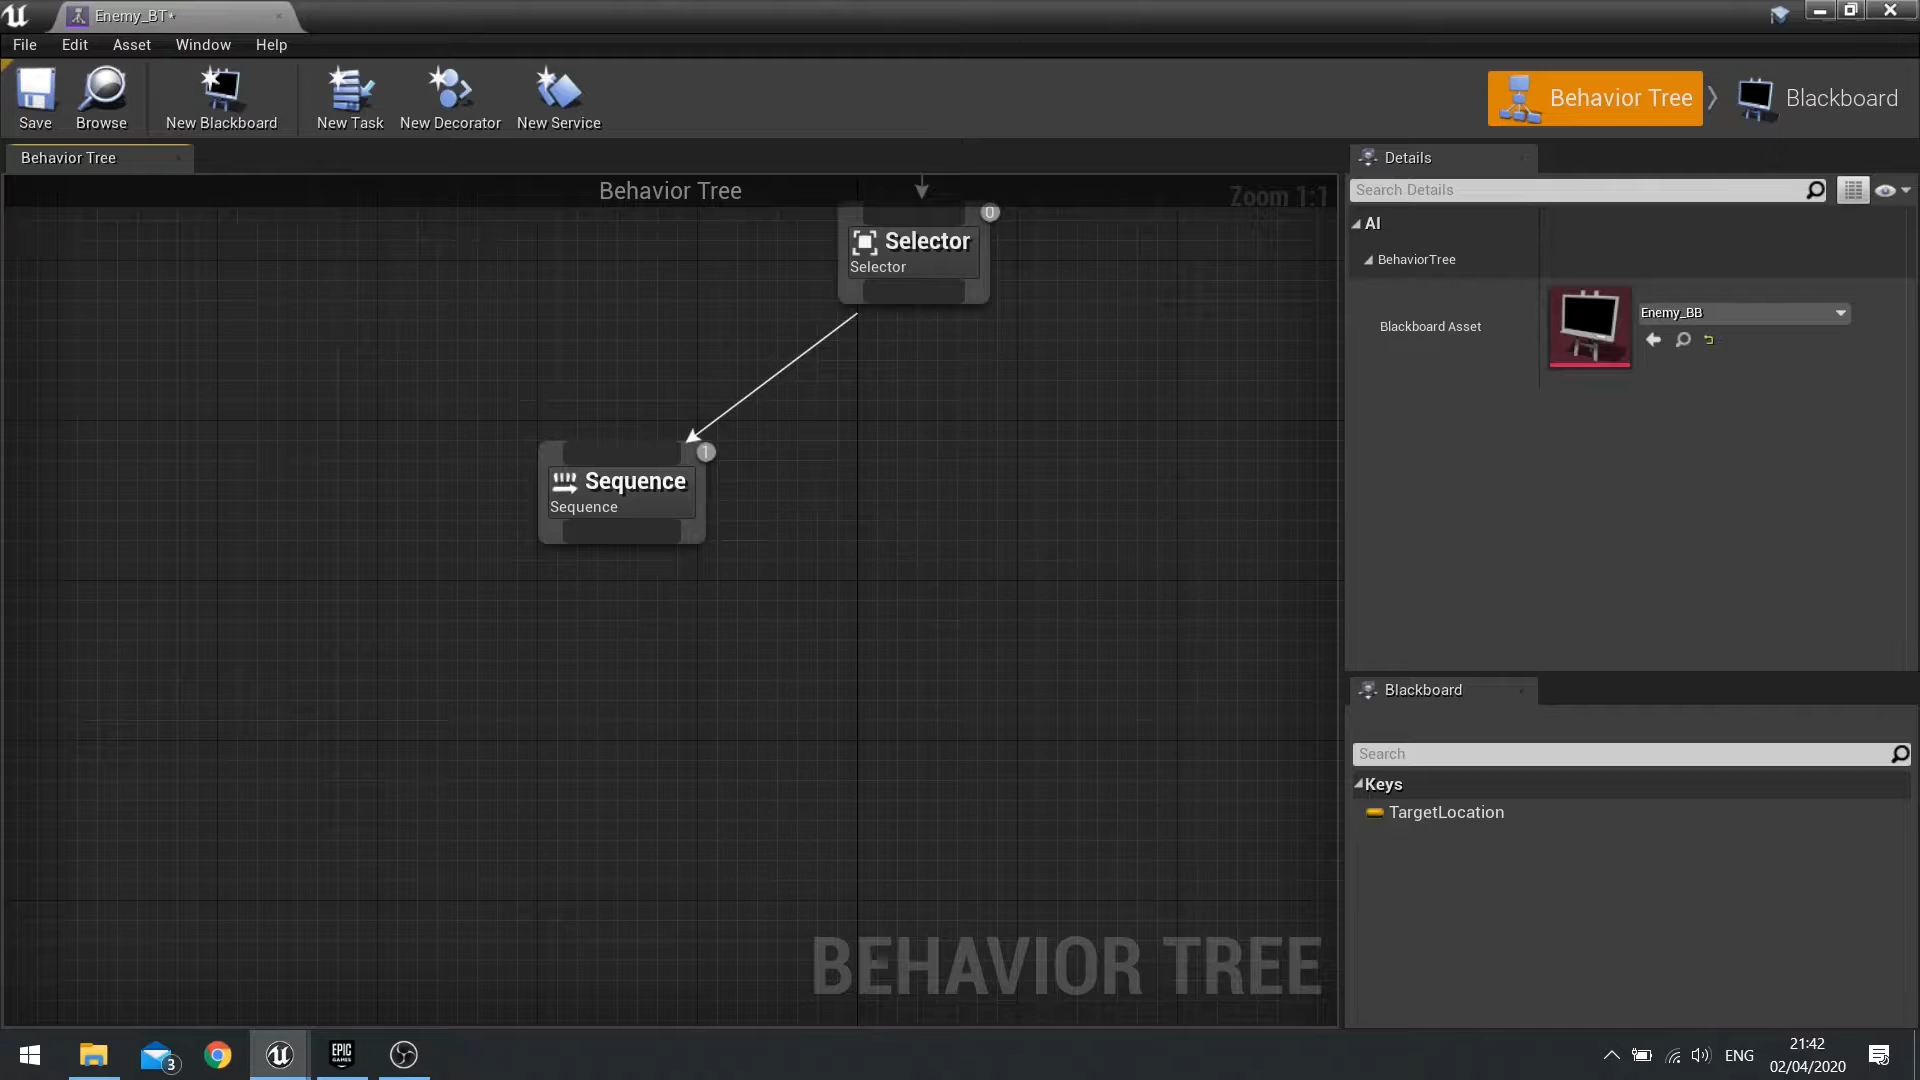 Enemy_BT*
File Edit Asset Window Help
Save Browse New Blackboard New Task New Decorator New Service
Behavior Tree Blackboard
Behavior Tree
Behavior Tree
Zoom 1:1
0
Selector
Selector
1
Sequence
Sequence
BEHAVIOR TREE
Details
Search Details
AI
BehaviorTree
Blackboard Asset
Enemy_BB
Blackboard
Search
Keys
TargetLocation
3
EPIC
GAMES
ENG
21:42
02/04/2020